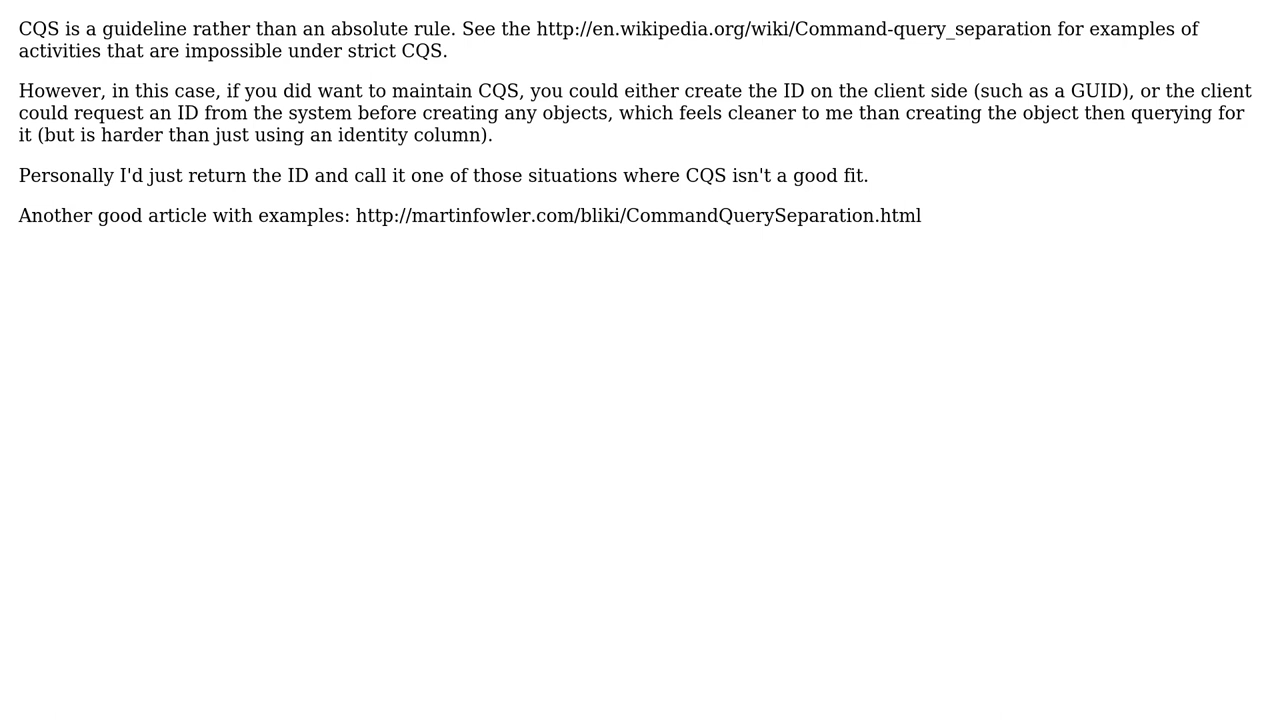 CQS is a guideline rather than an absolute rule. See the http://en.wikipedia.org/wiki/Command-query_separation for examples of
activities that are impossible under strict CQS.
However, in this case, if you did want to maintain CQS, you could either create the ID on the client side (such as a GUID), or the client
could request an ID from the system before creating any objects, which feels cleaner to me than creating the object then querying for
it (but is harder than just using an identity column).
Personally I'd just return the ID and call it one of those situations where CQS isn't a good fit.
Another good article with examples: http://martinfowler.com/bliki/CommandQuerySeparation.html